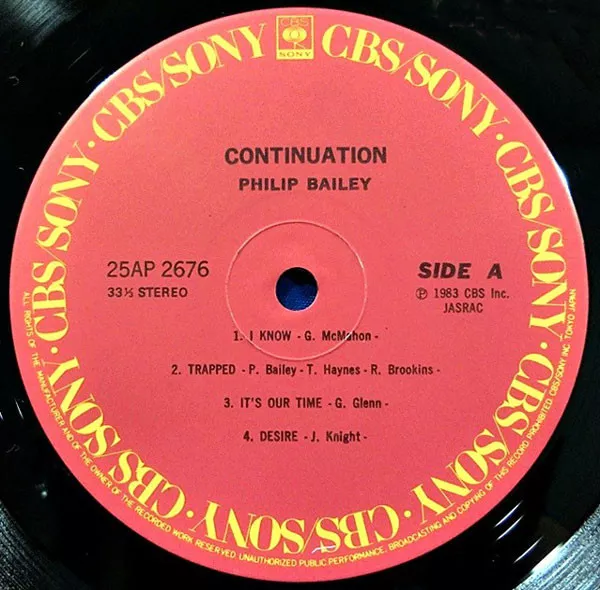 CBS/SONY · CBS/SONY · CBS/SONY · CBS/SONY · CBS/SONY · CBS/SONY · CBS/SONY · CBS/SONY
CBS
SONY
CONTINUATION
PHILIP BAILEY
25AP 2676
33⅓ STEREO
SIDE A
Ⓟ 1983 CBS Inc.
JASRAC
1. I KNOW - G. McMahon -
2. TRAPPED - P. Bailey - T. Haynes - R. Brookins -
3. IT'S OUR TIME - G. Glenn -
4. DESIRE - J. Knight -
ALL RIGHTS OF THE MANUFACTURER AND OF THE OWNER OF THE RECORDED WORK RESERVED. UNAUTHORIZED PUBLIC PERFORMANCE. BROADCASTING AND COPYING OF THIS RECORD PROHIBITED. CBS/SONY INC. TOKYO JAPAN